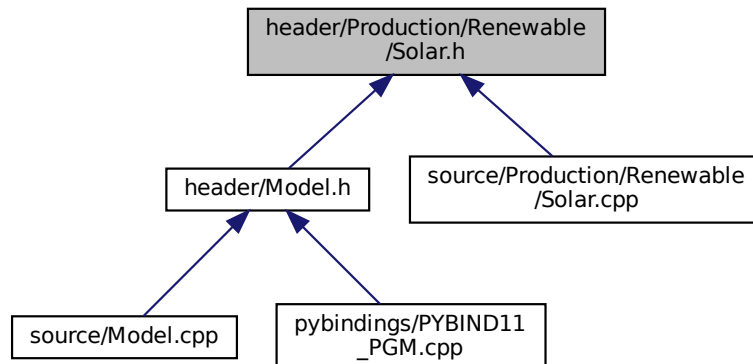 header/Production/Renewable
/Solar.h
header/Model.h
source/Production/Renewable
/Solar.cpp
source/Model.cpp
pybindings/PYBIND11
_PGM.cpp